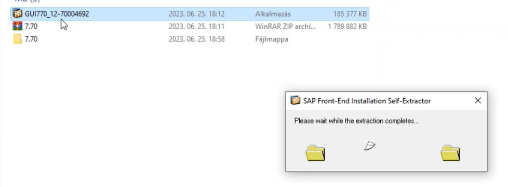 GUI770_12-70004692 2023. 06. 25. 18:12 Alkalmazás 185 377 KB
7.70 2023. 06. 25. 18:11 WinRAR ZIP archí... 1 789 882 KB
7.70 2023. 06. 25. 18:58 Fájlmappa
SAP Front-End Installation Self-Extractor
Please wait while the extraction completes...